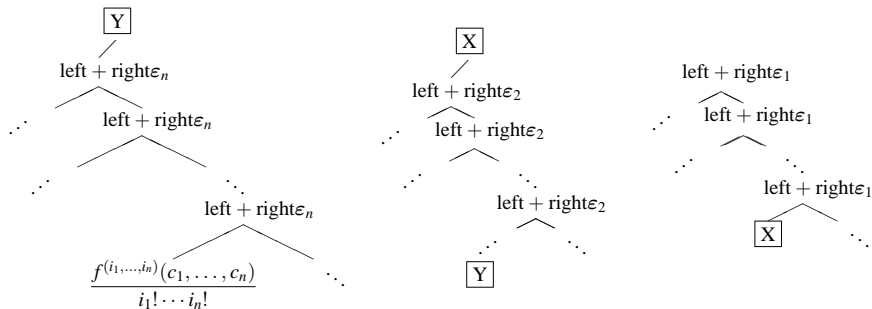 Y
left + rightε_n
left + rightε_n
left + rightε_n
f^{(i_1,...,i_n)}(c_1, . . . , c_n)
i_1! · · · i_n!
X
left + rightε_2
left + rightε_2
left + rightε_2
Y
left + rightε_1
left + rightε_1
left + rightε_1
X